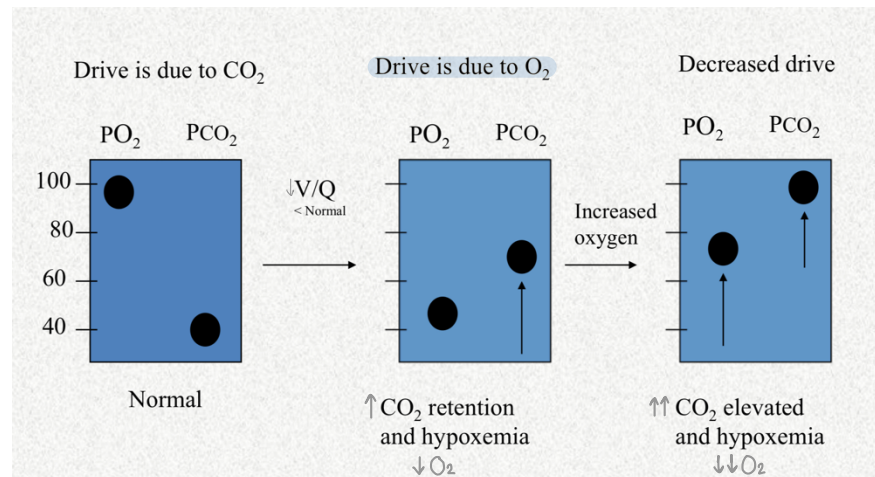 Drive is due to CO₂
PO₂ PCO₂
100
80
60
40
Normal
↓V/Q
< Normal
Drive is due to O₂
PO₂ PCO₂
↑CO₂ retention
and hypoxemia
↓O₂
Increased
oxygen
Decreased drive
PO₂ PCO₂
↑↑ CO₂ elevated
and hypoxemia
↓↓O₂